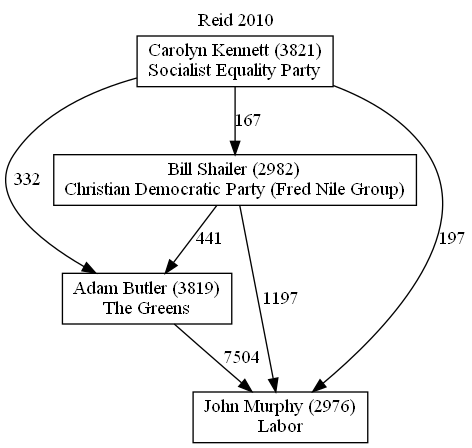 Reid 2010
Carolyn Kennett (3821)
Socialist Equality Party
167
Bill Shailer (2982)
Christian Democratic Party (Fred Nile Group)
332
441
197
Adam Butler (3819)
The Greens
1197
7504
John Murphy (2976)
Labor